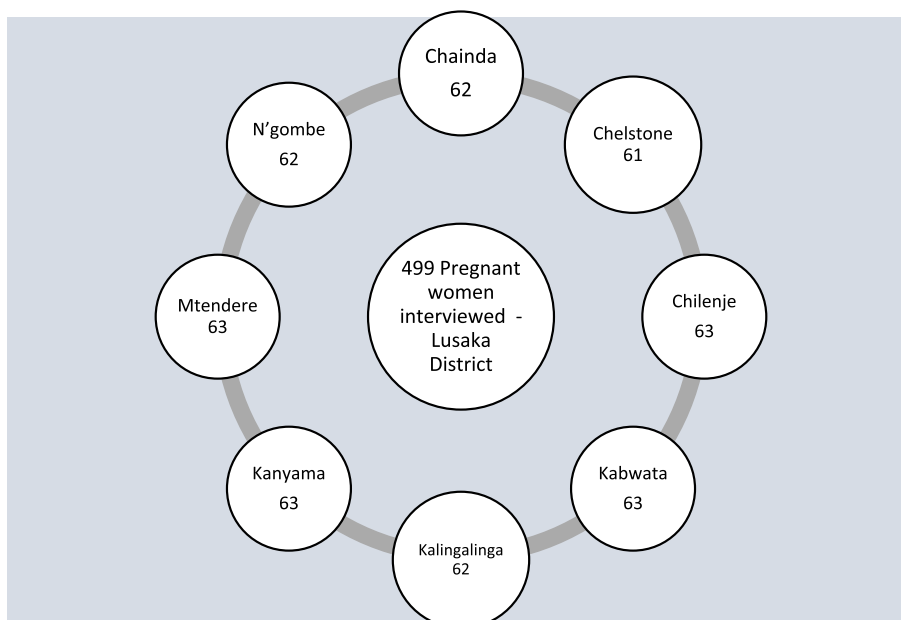 Chainda
62
Chelstone
61
Chilenje
63
Kabwata
63
Kalingalinga
62
Kanyama
63
Mtendere
63
N’gombe
62
499 Pregnant
women
interviewed -
Lusaka
District